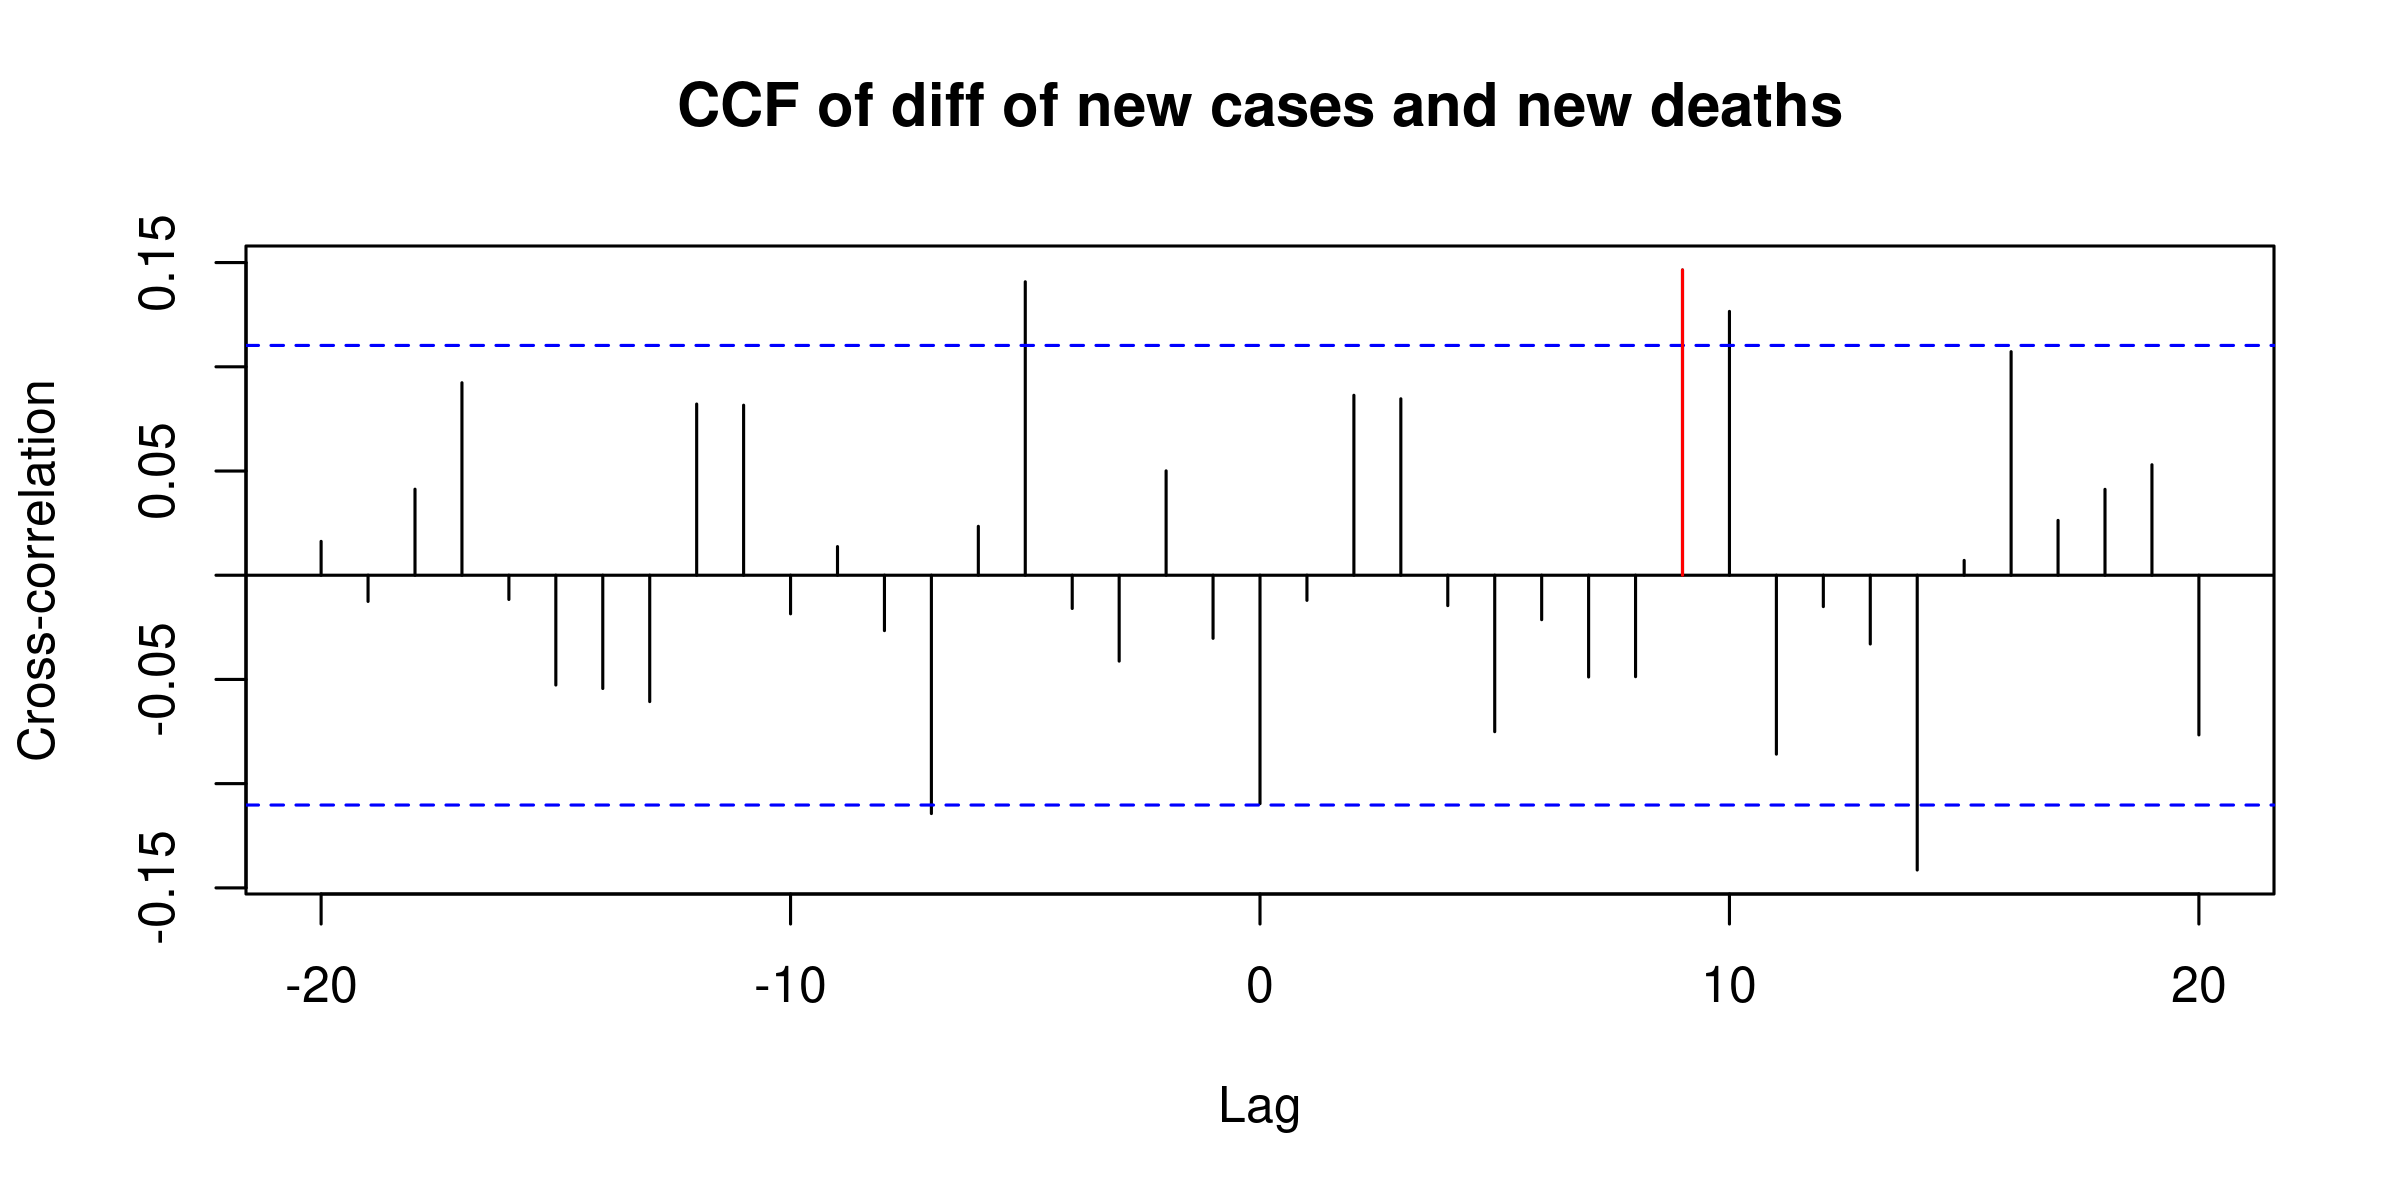 CCF of diff of new cases and new deaths
Cross-correlation
0.15
0.05
-0.05
-0.15
-20 -10 0 10 20
Lag